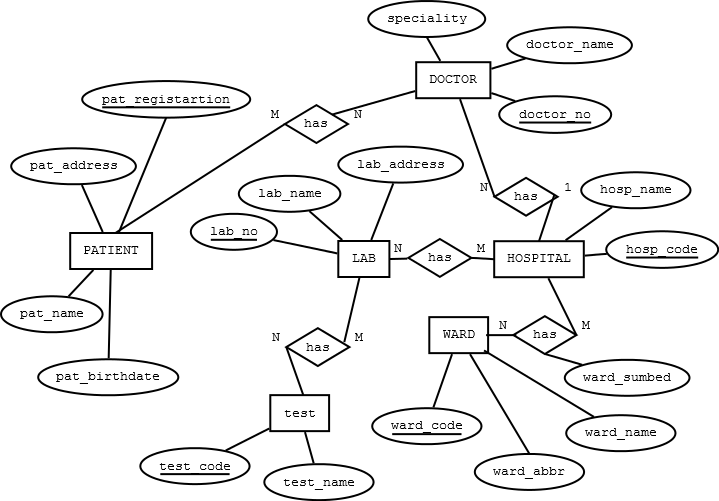 speciality
doctor_name
DOCTOR
pat_registartion
doctor_no
M
has
N
pat_address
lab_address
lab_name
N
has
1
hosp_name
lab_no
PATIENT
LAB
N
has
M
HOSPITAL
hosp_code
pat_name
N
has
M
WARD
N
has
M
pat_birthdate
ward_sumbed
test
ward_code
ward_name
test_code
test_name
ward_abbr